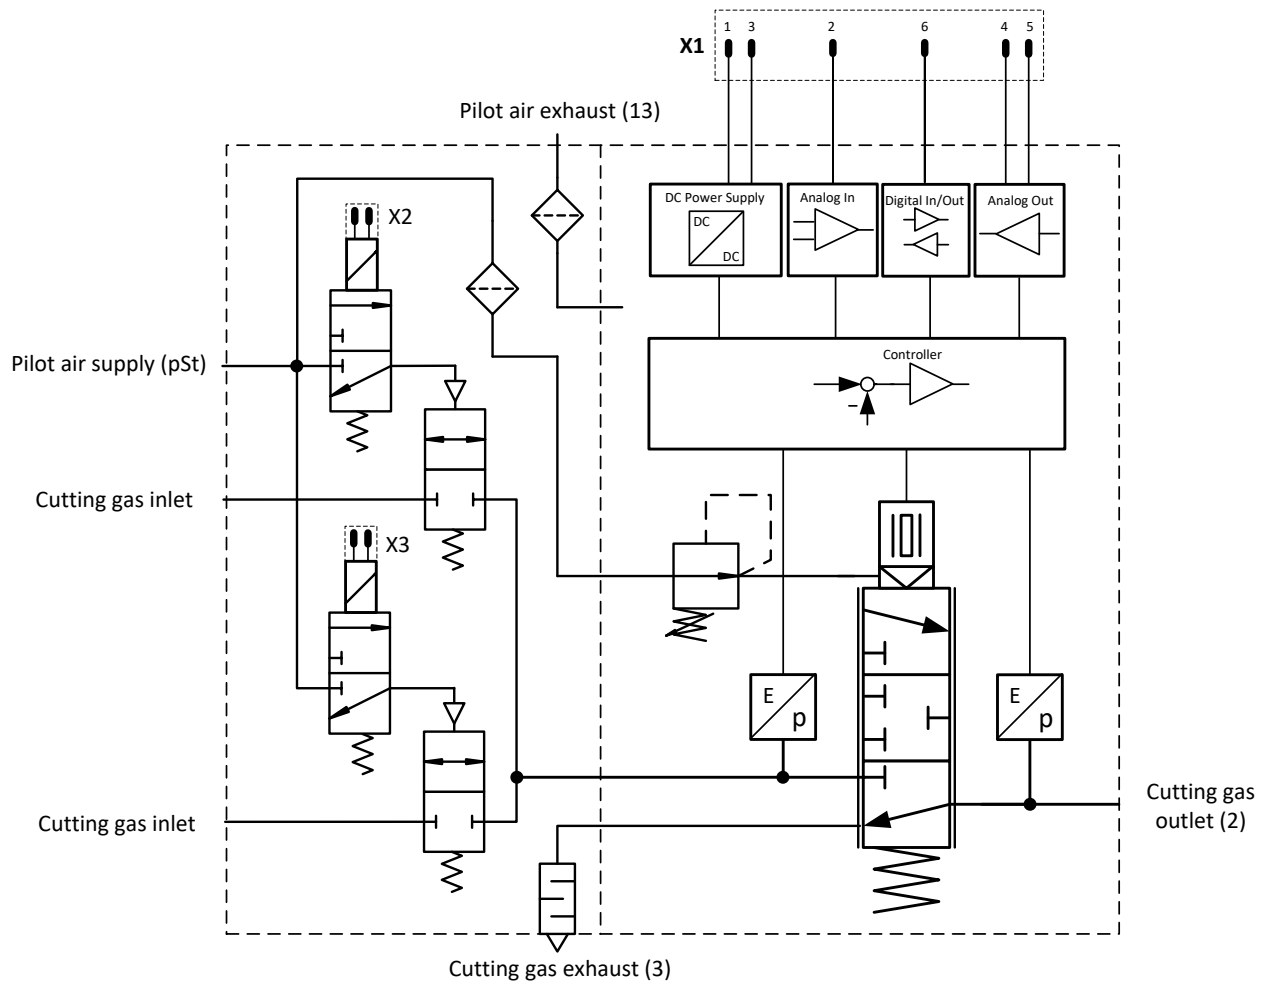 1 3 2 6 4 5
X1
Pilot air exhaust (13)
DC Power Supply
Analog In
Digital In/Out
Analog Out
DC
DC
X2
Controller
Pilot air supply (pSt)
Cutting gas inlet
X3
E
p
E
p
Cutting gas inlet
Cutting gas
outlet (2)
Cutting gas exhaust (3)